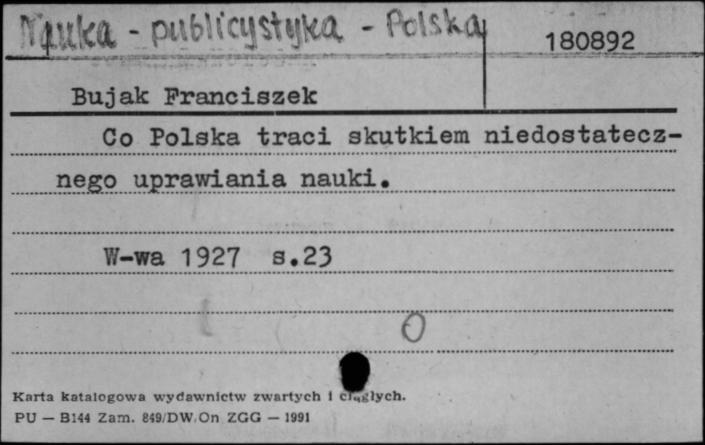 Nauka - publicystyka - Polska
180892
Bujak Franciszek
Co Polska traci skutkiem niedostatecz-
nego uprawiania nauki.
W-wa 1927 s.23
O
Karta katalogowa wydawnictw zwartych i ciągłych.
PU — B144 Zam. 849/DW.On ZGG — 1991